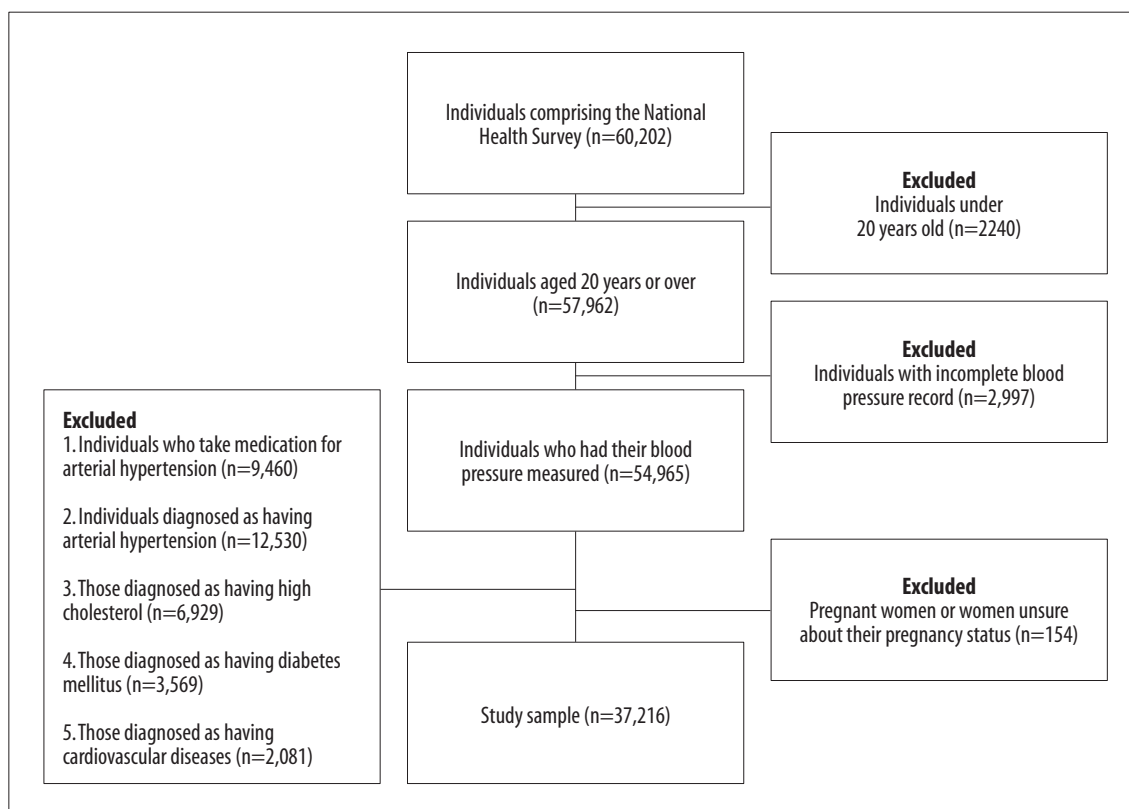 Individuals comprising the National
Health Survey (n=60,202)
Excluded
Individuals under
20 years old (n=2240)
Individuals aged 20 years or over
(n=57,962)
Excluded
Individuals with incomplete blood
pressure record (n=2,997)
Excluded
1. Individuals who take medication for
arterial hypertension (n=9,460)
2. Individuals diagnosed as having
arterial hypertension (n=12,530)
3. Those diagnosed as having high
cholesterol (n=6,929)
4. Those diagnosed as having diabetes
mellitus (n=3,569)
5. Those diagnosed as having
cardiovascular diseases (n=2,081)
Individuals who had their blood
pressure measured (n=54,965)
Excluded
Pregnant women or women unsure
about their pregnancy status (n=154)
Study sample (n=37,216)